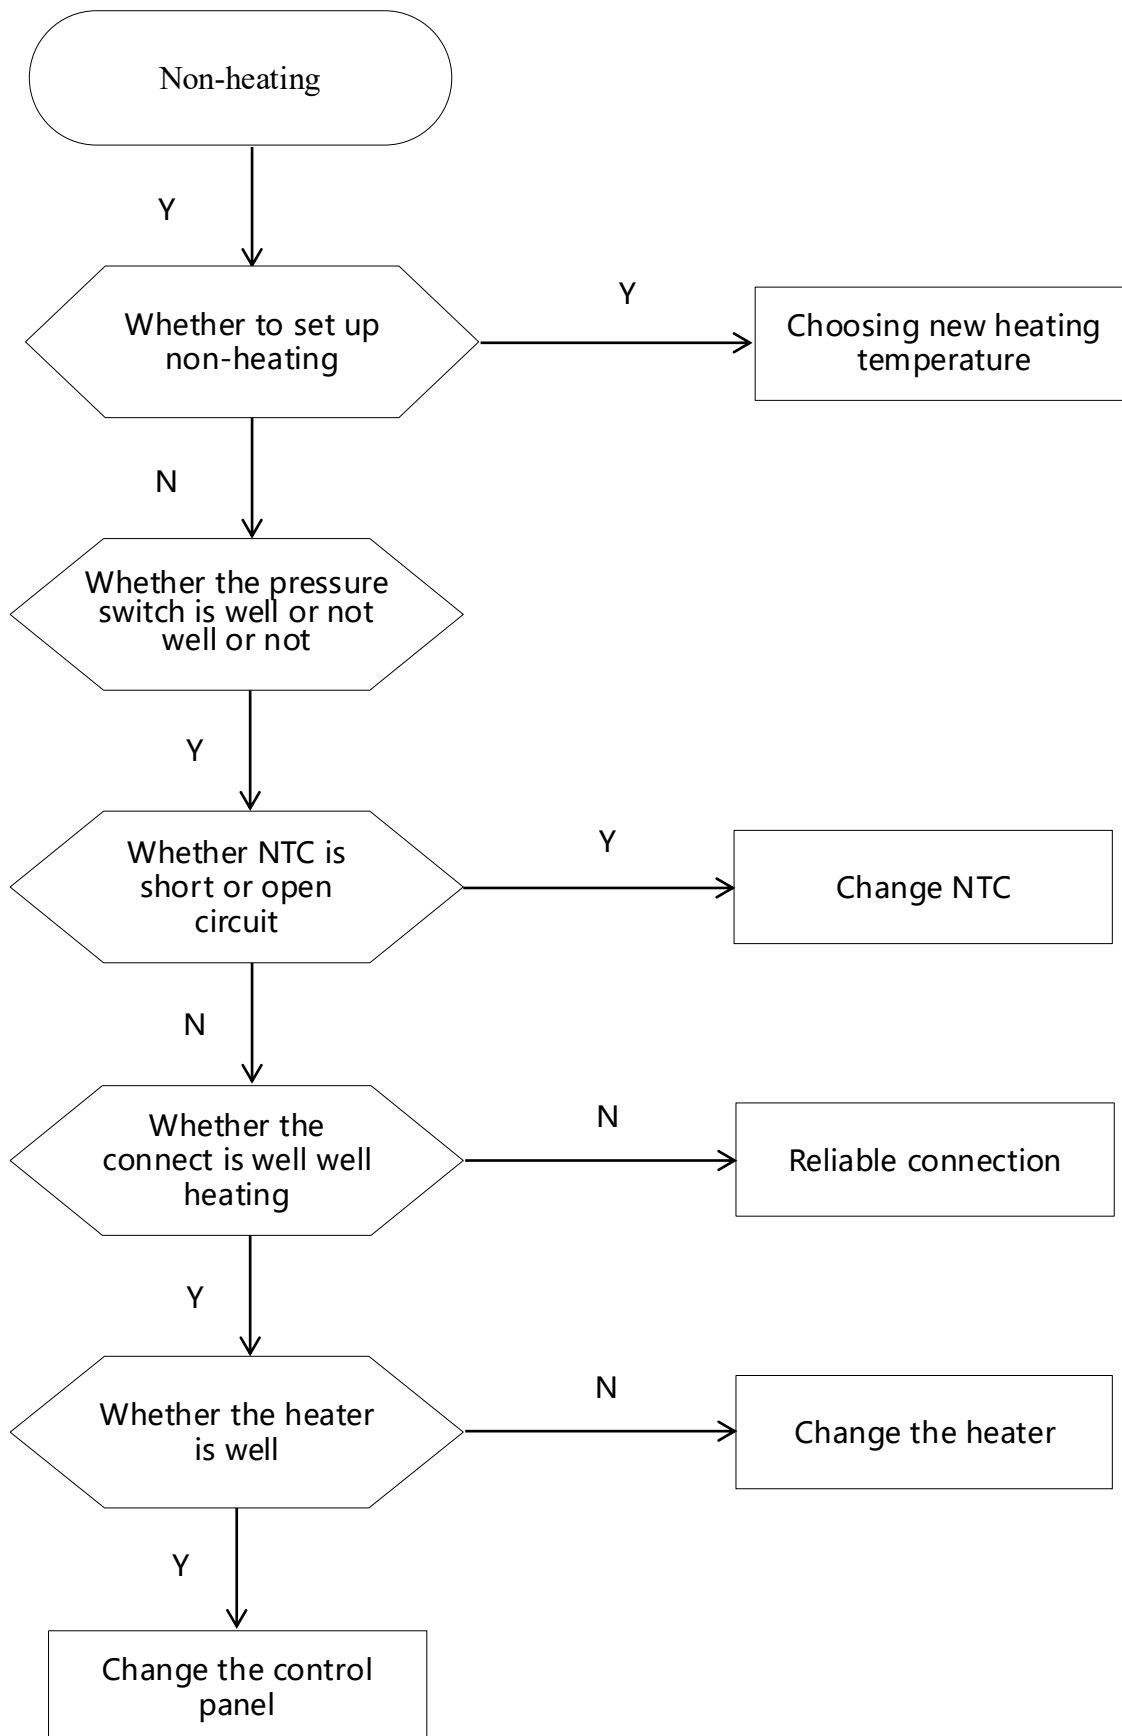 Non-heating
Y
Whether to set up
non-heating
Y
Choosing new heating
temperature
N
Whether the pressure
switch is well or not
well or not
Y
Whether NTC is
short or open
circuit
Y
Change NTC
N
Whether the
connect is well well
heating
N
Reliable connection
Y
Whether the heater
is well
N
Change the heater
Y
Change the control
panel